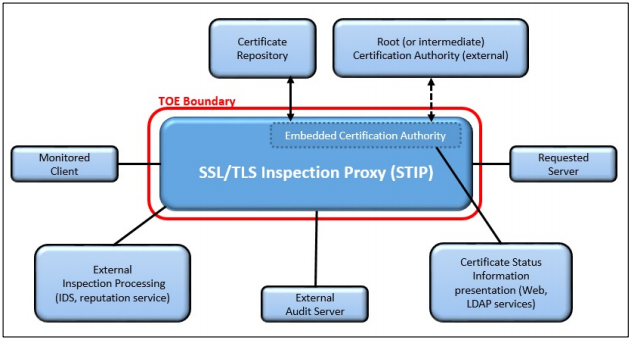 Certificate
Repository
Root (or intermediate)
Certification Authority (external)
TOE Boundary
Embedded Certification Authority
SSL/TLS Inspection Proxy (STIP)
Monitored
Client
Requested
Server
External
Inspection Processing
(IDS, reputation service)
External
Audit Server
Certificate Status
Information
presentation (Web,
LDAP services)